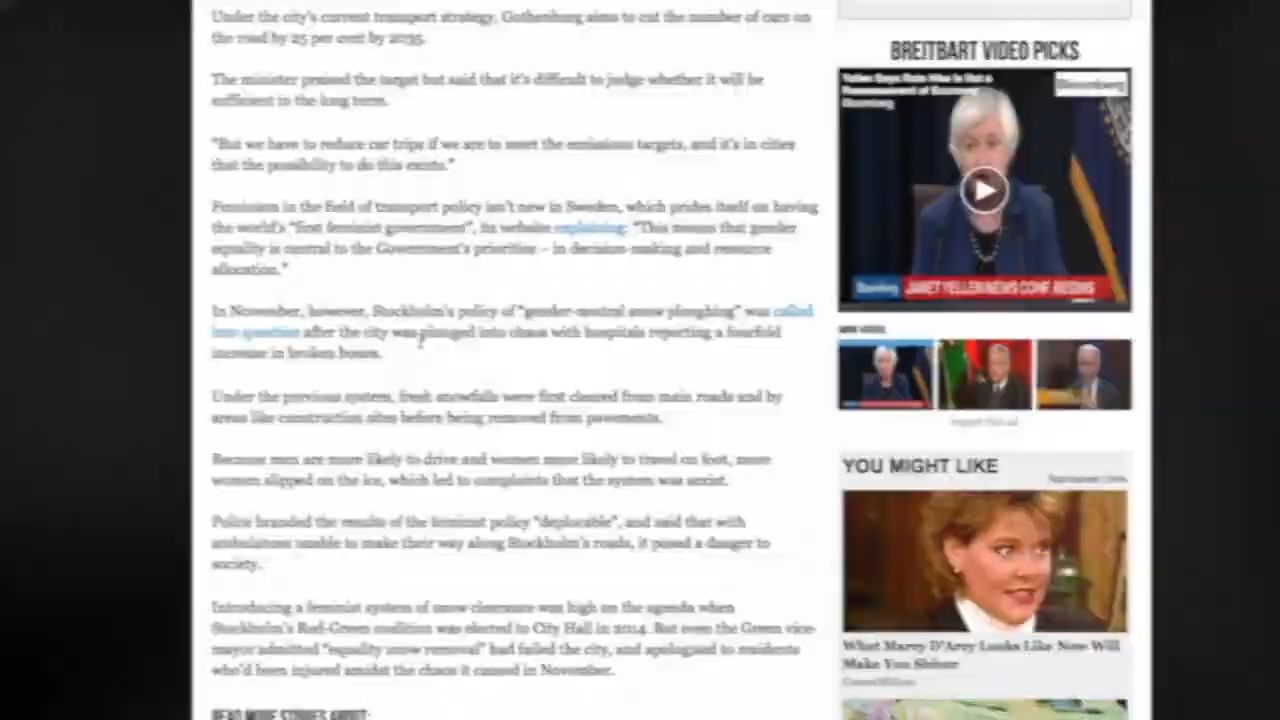 Under the city's current transport strategy, Gothenburg aims to cut the number of cars on
the road by 25 per cent by 2035.
The minister praised the target but said that it's difficult to judge whether it will be
sufficient in the long term.
"But we have to reduce car trips if we are to meet the emissions targets, and it's in cities
that the possibility to do this exists."
Feminism in the field of transport policy isn't new in Sweden, which prides itself on having
the world's "first feminist government", its website explaining: "This means that gender
equality is central to the Government's priorities – in decision-making and resource
allocation."
In November, however, Stockholm's policy of "gender-neutral snow ploughing" was called
into question after the city was plunged into chaos with hospitals reporting a fourfold
increase in broken bones.
Under the previous system, fresh snowfalls were first cleared from main roads and by
areas like construction sites before being removed from pavements.
Because men are more likely to drive and women more likely to travel on foot, more
women slipped on the ice, which led to complaints that the system was sexist.
Police branded the results of the feminist policy "deplorable", and said that with
ambulances unable to make their way along Stockholm's roads, it posed a danger to
society.
Introducing a feminist system of snow clearance was high on the agenda when
Stockholm's Red-Green coalition was elected to City Hall in 2014. But even the Green vice-
mayor admitted "equality snow removal" had failed the city, and apologised to residents
who'd been injured amidst the chaos it caused in November.
READ MORE STORIES ABOUT:
BREITBART VIDEO PICKS
Yellen Says Rate Hike Is Not a
Bloomberg
Bloomberg
Bloomberg
JANET YELLEN NEWS CONF BEGINS
YOU MIGHT LIKE
What Marcy D'Arcy Looks Like Now Will
Make You Shiver